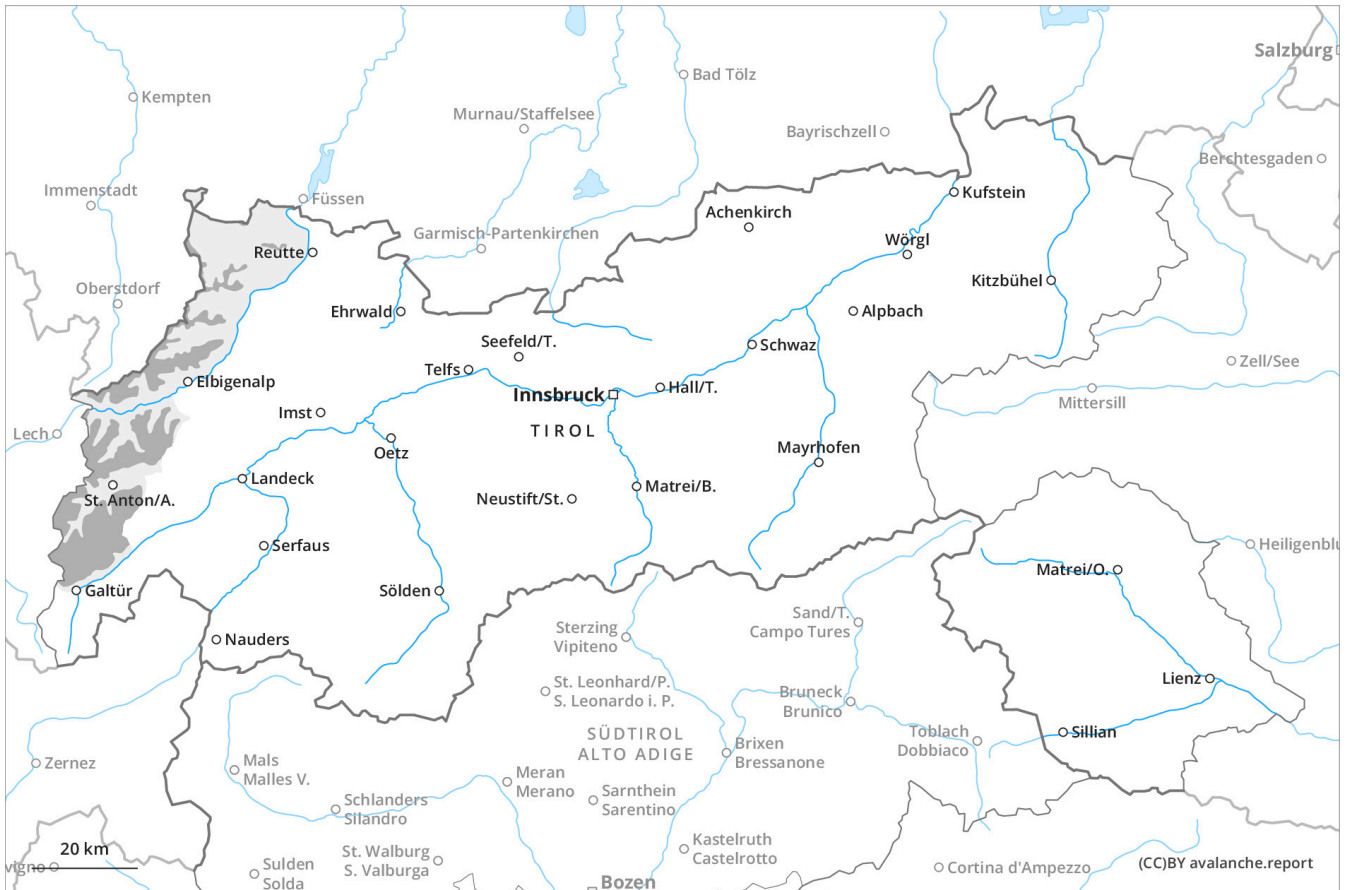 Salzburg
Bad Tölz
Kempten
Murnau/Staffelsee
Bayrischzell
Berchtesgaden
Immenstadt
Füssen
Kufstein
Achenkirch
Garmisch-Partenkirchen
Wörgl
Reutte
Kitzbühel
Oberstdorf
Ehrwald
Alpbach
Seefeld/T.
Schwaz
Zell/See
Telfs
Elbigenalp
Hall/T.
Innsbruck
Mittersill
Imst
TIROL
Lech
Oetz
Mayrhofen
Landeck
Matrei/B.
St. Anton/A.
Neustift/St.
Serfaus
Heiligenblu
Matrei/O.
Galtür
Sölden
Sand/T.
Campo Tures
Sterzing
Vipiteno
Nauders
Lienz
St. Leonhard/P.
S. Leonardo i. P.
Bruneck
Brunico
SÜDTIROL
ALTO ADIGE
Toblach
Dobbiaco
Sillian
Brixen
Bressanone
Zernez
Mals
Malles V.
Meran
Merano
Sarnthein
Sarentino
Schlanders
Silandro
Kastelruth
Castelrotto
20 km
St. Walburg
S. Valburga
vigno
Sulden
Solda
Cortina d'Ampezzo
(CC)BY avalanche.report
Bozen